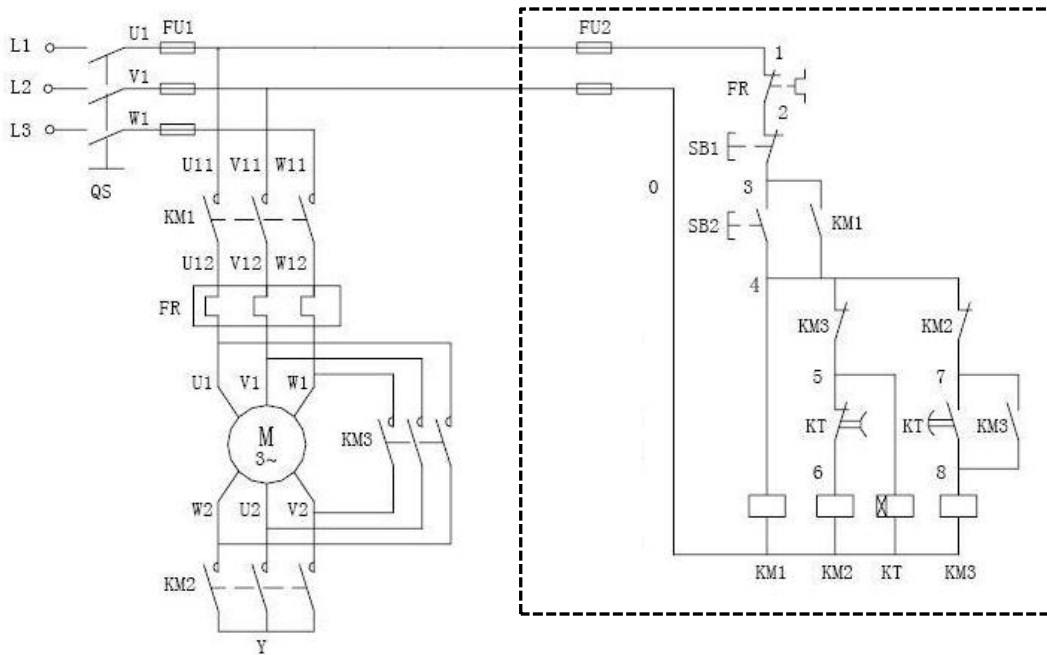 L1 U1 FU1 FU2
1
L2 V1 FR
L3 W1 2
SB1
U11 V11 W11
QS 0 3
KM1 SB2 KM1
U12 V12 W12
4
FR
KM3 KM2
U1 V1 W1 5 7
M KM3 KT KT KM3
3~
6 8
W2 U2 V2
KM2 KM1 KM2 KT KM3
Y